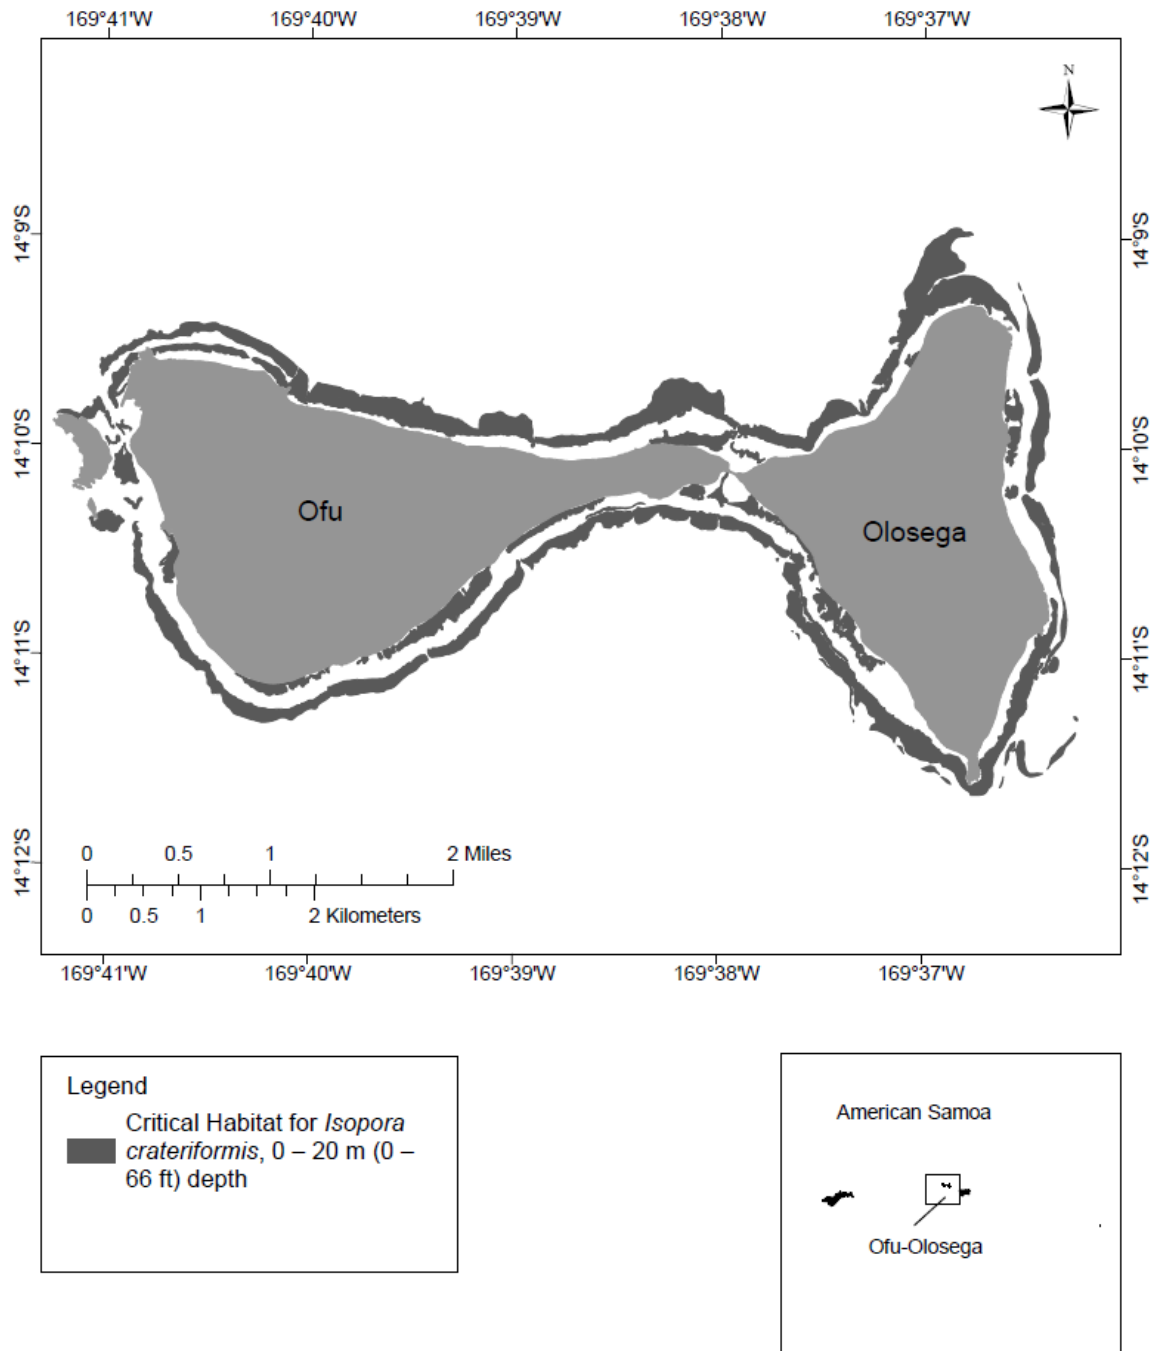 169°41'W 169°40'W 169°39'W 169°38'W 169°37'W
N
14°9'S 14°9'S
14°10'S 14°10'S
Ofu
Olosega
14°11'S 14°11'S
0 0.5 1 2 Miles
14°12'S 14°12'S
0 0.5 1 2 Kilometers
169°41'W 169°40'W 169°39'W 169°38'W 169°37'W
Legend
Critical Habitat for Isopora
crateriformis, 0 – 20 m (0 –
66 ft) depth
American Samoa
Ofu-Olosega